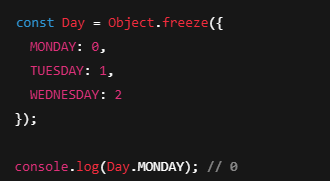 const Day = Object.freeze({
  MONDAY: 0,
  TUESDAY: 1,
  WEDNESDAY: 2
});

console.log(Day.MONDAY); // 0